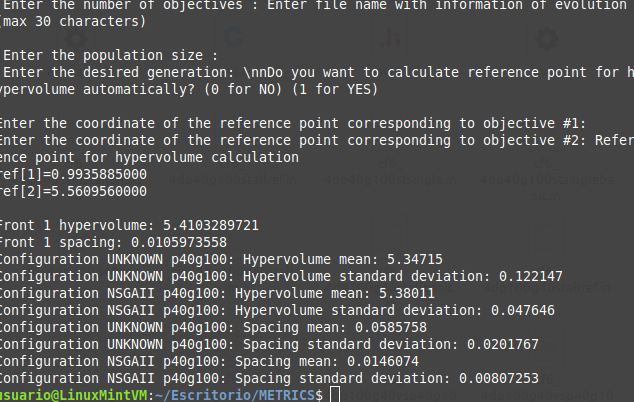 Enter the number of objectives : Enter file name with information of evolution
(max 30 characters)
Enter the population size :
Enter the desired generation: \nnDo you want to calculate reference point for h
ypervolume automatically? (0 for NO) (1 for YES)
Enter the coordinate of the reference point corresponding to objective #1:
Enter the coordinate of the reference point corresponding to objective #2: Refer
ence point for hypervolume calculation
ref[1]=0.9935885000
ref[2]=5.5609560000
Front 1 hypervolume: 5.4103289721
Front 1 spacing: 0.0105973558
Configuration UNKNOWN p40g100: Hypervolume mean: 5.34715
Configuration UNKNOWN p40g100: Hypervolume standard deviation: 0.122147
Configuration NSGAII p40g100: Hypervolume mean: 5.38011
Configuration NSGAII p40g100: Hypervolume standard deviation: 0.047646
Configuration UNKNOWN p40g100: Spacing mean: 0.0585758
Configuration UNKNOWN p40g100: Spacing standard deviation: 0.0201767
Configuration NSGAII p40g100: Spacing mean: 0.0146074
Configuration NSGAII p40g100: Spacing standard deviation: 0.00807253
usuario@LinuxMintVM:~/Escritorio/METRICS$